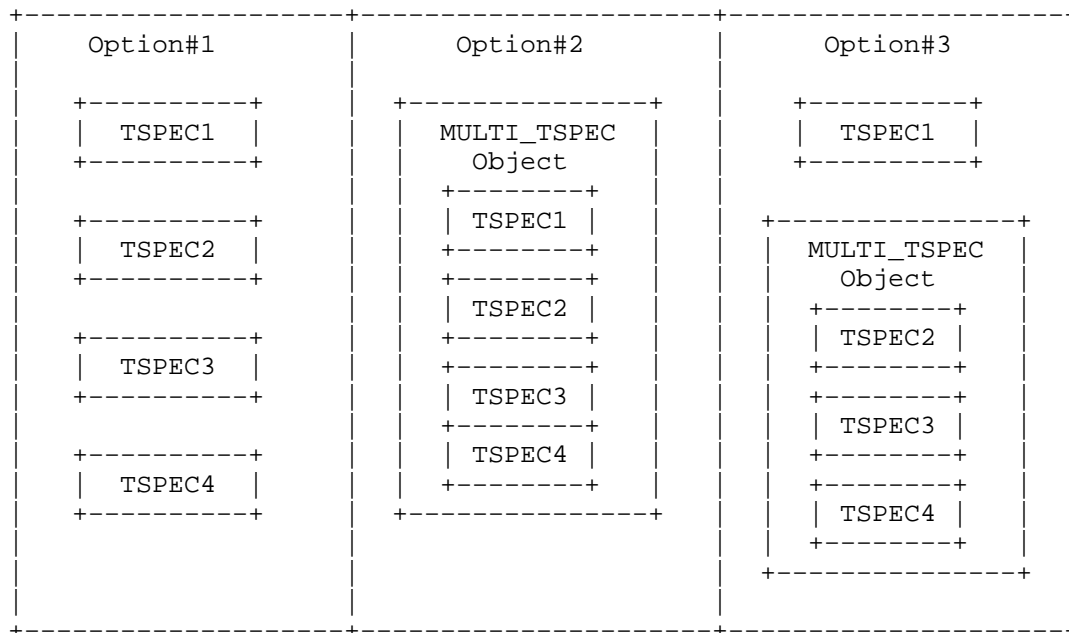 Option#1 Option#2 Option#3
TSPEC1 MULTI_TSPEC TSPEC1
Object
TSPEC1
TSPEC2 MULTI_TSPEC
Object
TSPEC2
TSPEC2
TSPEC3
TSPEC3
TSPEC3
TSPEC4
TSPEC4
TSPEC4